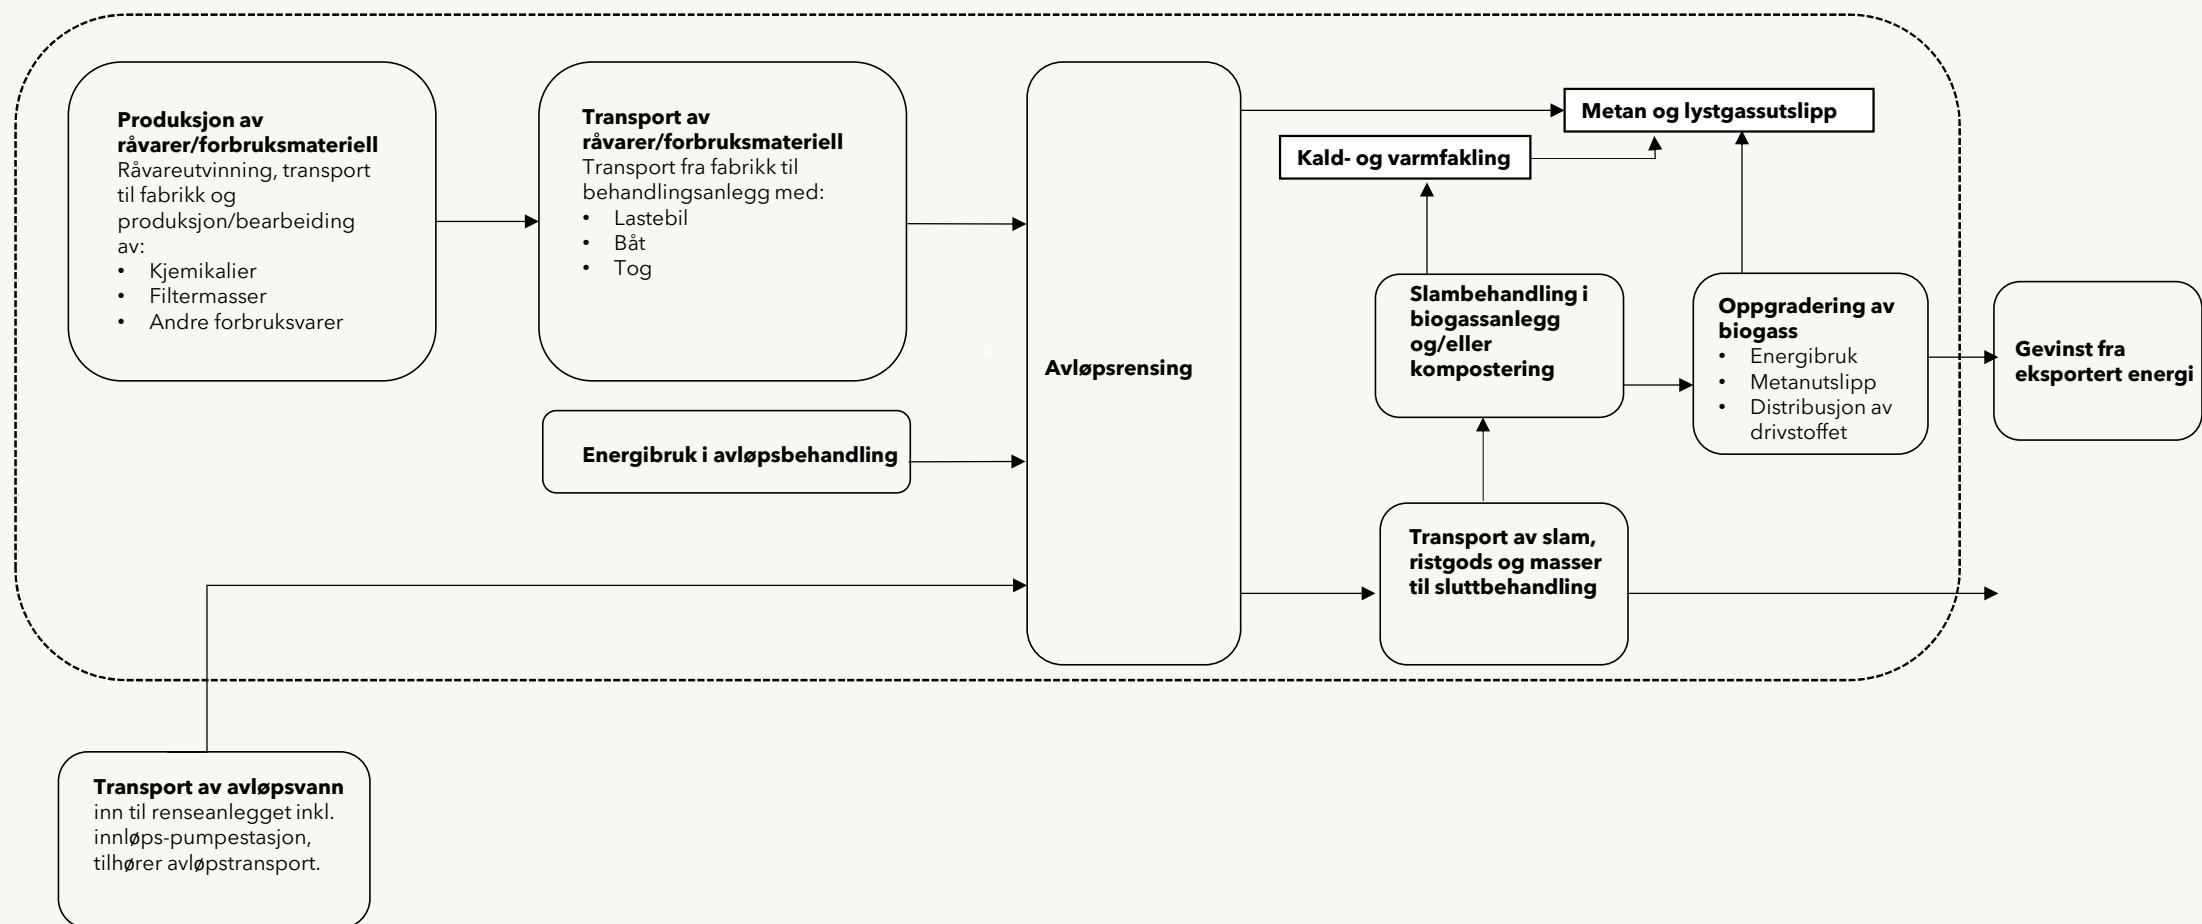 Produksjon av
råvarer/forbruksmateriell
Råvareutvinning, transport
til fabrikk og
produksjon/bearbeiding
av:
• Kjemikalier
• Filtermasser
• Andre forbruksvarer
Transport av
råvarer/forbruksmateriell
Transport fra fabrikk til
behandlingsanlegg med:
• Lastebil
• Båt
• Tog
Energibruk i avløpsbehandling
Avløpsrensing
Metan og lystgassutslipp
Kald- og varmfakling
Slambehandling i
biogassanlegg
og/eller
kompostering
Oppgradering av
biogass
• Energibruk
• Metanutslipp
• Distribusjon av
drivstoffet
Gevinst fra
eksportert energi
Transport av slam,
ristgods og masser
til sluttbehandling
Transport av avløpsvann
inn til renseanlegget inkl.
innløps-pumpestasjon,
tilhører avløpstransport.